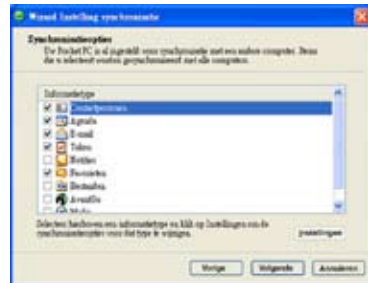 Wizard Instelling synchronisatie
Synchronisatieopties
Uw Pocket PC is al ingesteld voor synchronisatie met een andere computer. Items
die u selecteert worden gesynchroniseerd met alle computers.
Informatietype
Contactpersonen
Agenda
E-mail
Taken
Notities
Favorieten
Bestanden
AvantGo
Media
Selecteer hierboven een informatietype en klik op Instellingen om de
synchronisatieopties voor dat type te wijzigen.
Instellingen
Vorige
Volgende
Annuleren